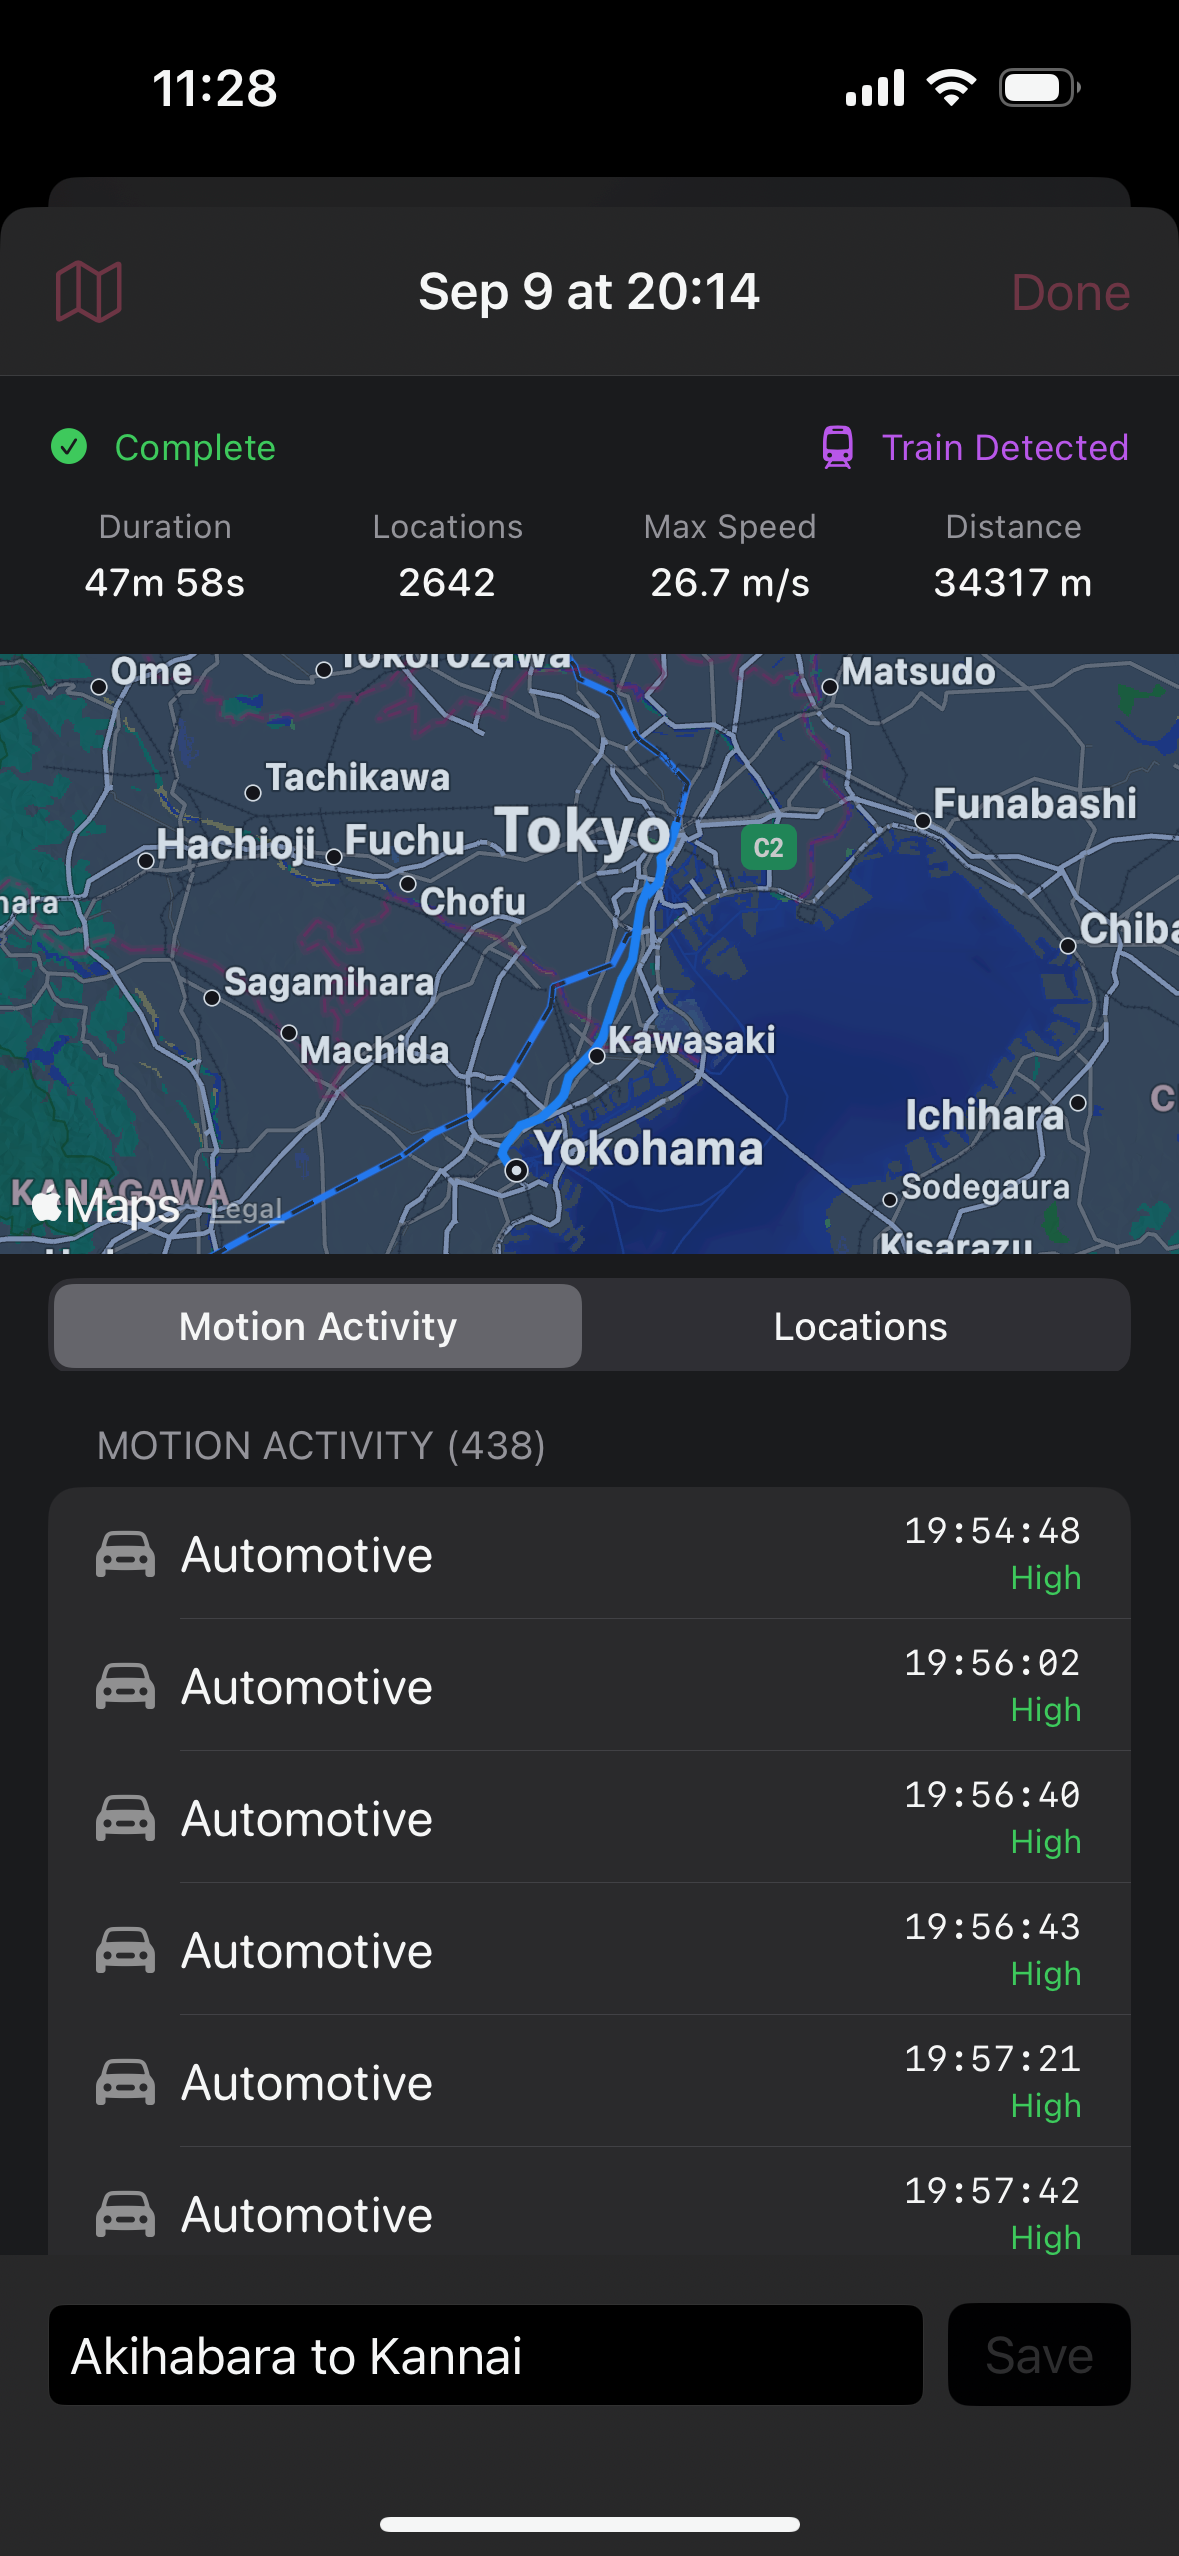 11:28
Sep 9 at 20:14
Done
Complete
Train Detected
Duration
Locations
Max Speed
Distance
47m 58s
2642
26.7 m/s
34317 m
Ome
Tokorozawa
Matsudo
Tachikawa
Funabashi
Tokyo
Hachioji
Fuchu
C2
Chofu
Chiba
Sagamihara
Machida
Kawasaki
Ichihara
Yokohama
Sodegaura
KANAGAWA
Maps
Legal
Kisarazu
Motion Activity
Locations
MOTION ACTIVITY (438)
Automotive
19:54:48
High
Automotive
19:56:02
High
Automotive
19:56:40
High
Automotive
19:56:43
High
Automotive
19:57:21
High
Automotive
19:57:42
High
Akihabara to Kannai
Save